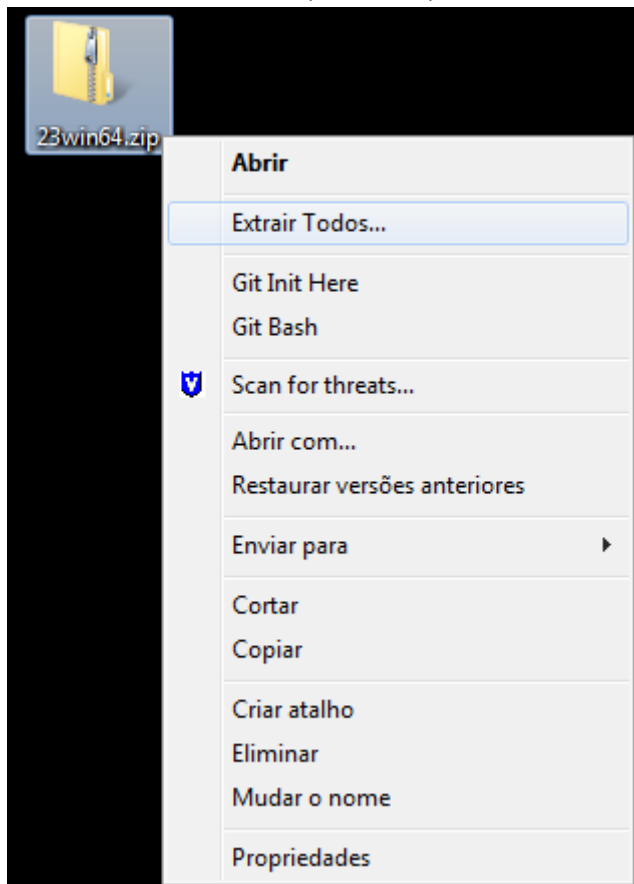 23win64.zip
Abrir
Extrair Todos...
Git Init Here
Git Bash
Scan for threats...
Abrir com...
Restaurar versões anteriores
Enviar para
Cortar
Copiar
Criar atalho
Eliminar
Mudar o nome
Propriedades